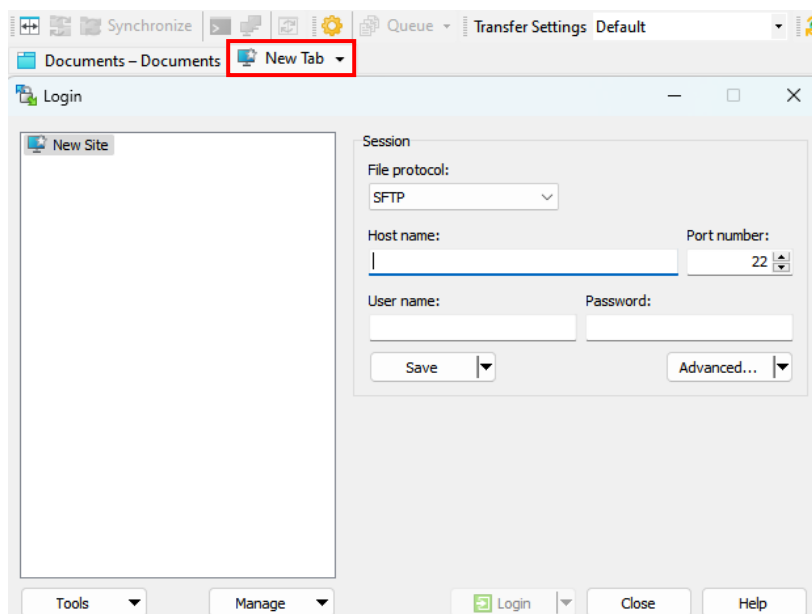 Synchronize Queue Transfer Settings Default
Documents – Documents New Tab
Login
New Site
Session
File protocol:
SFTP
Host name: Port number:
22
User name: Password:
Save Advanced...
Tools Manage Login Close Help